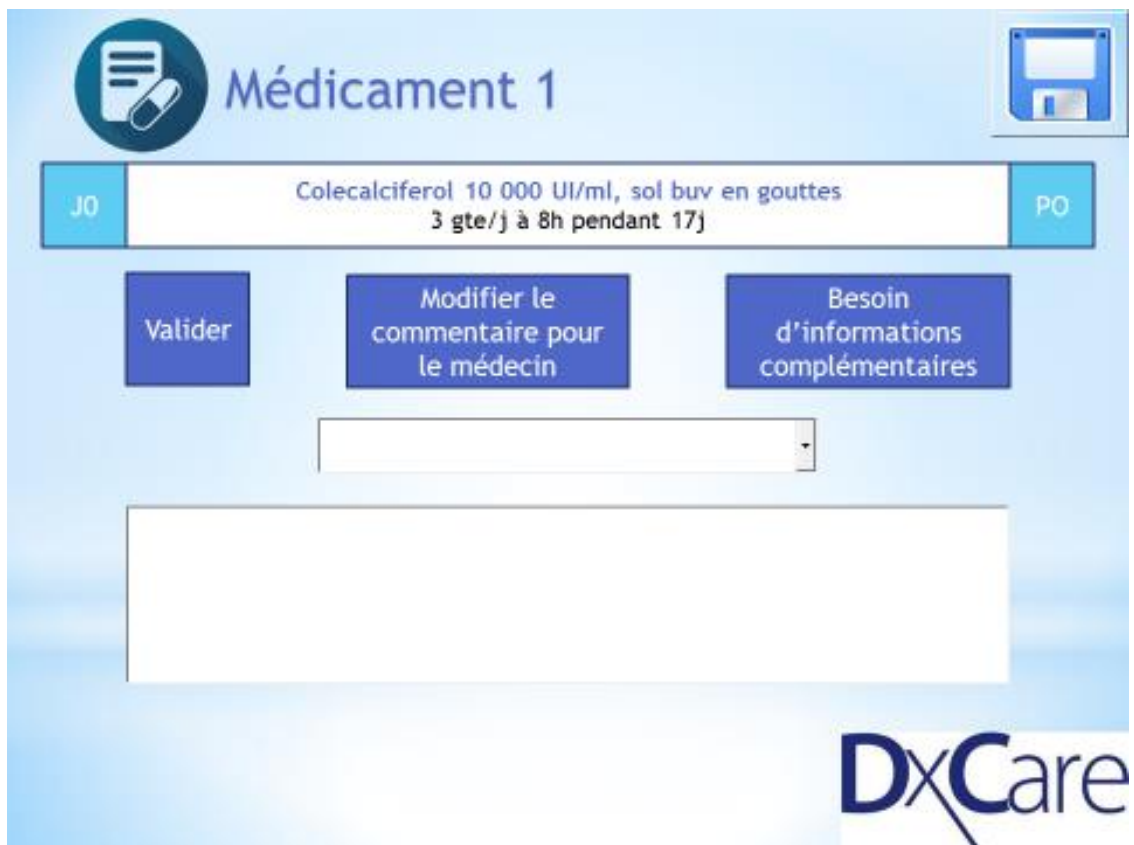 Médicament 1
J0
Colecalciferol 10 000 UI/ml, sol buv en gouttes
3 gte/j à 8h pendant 17j
PO
Valider
Modifier le
commentaire pour
le médecin
Besoin
d’informations
complémentaires
DxCare